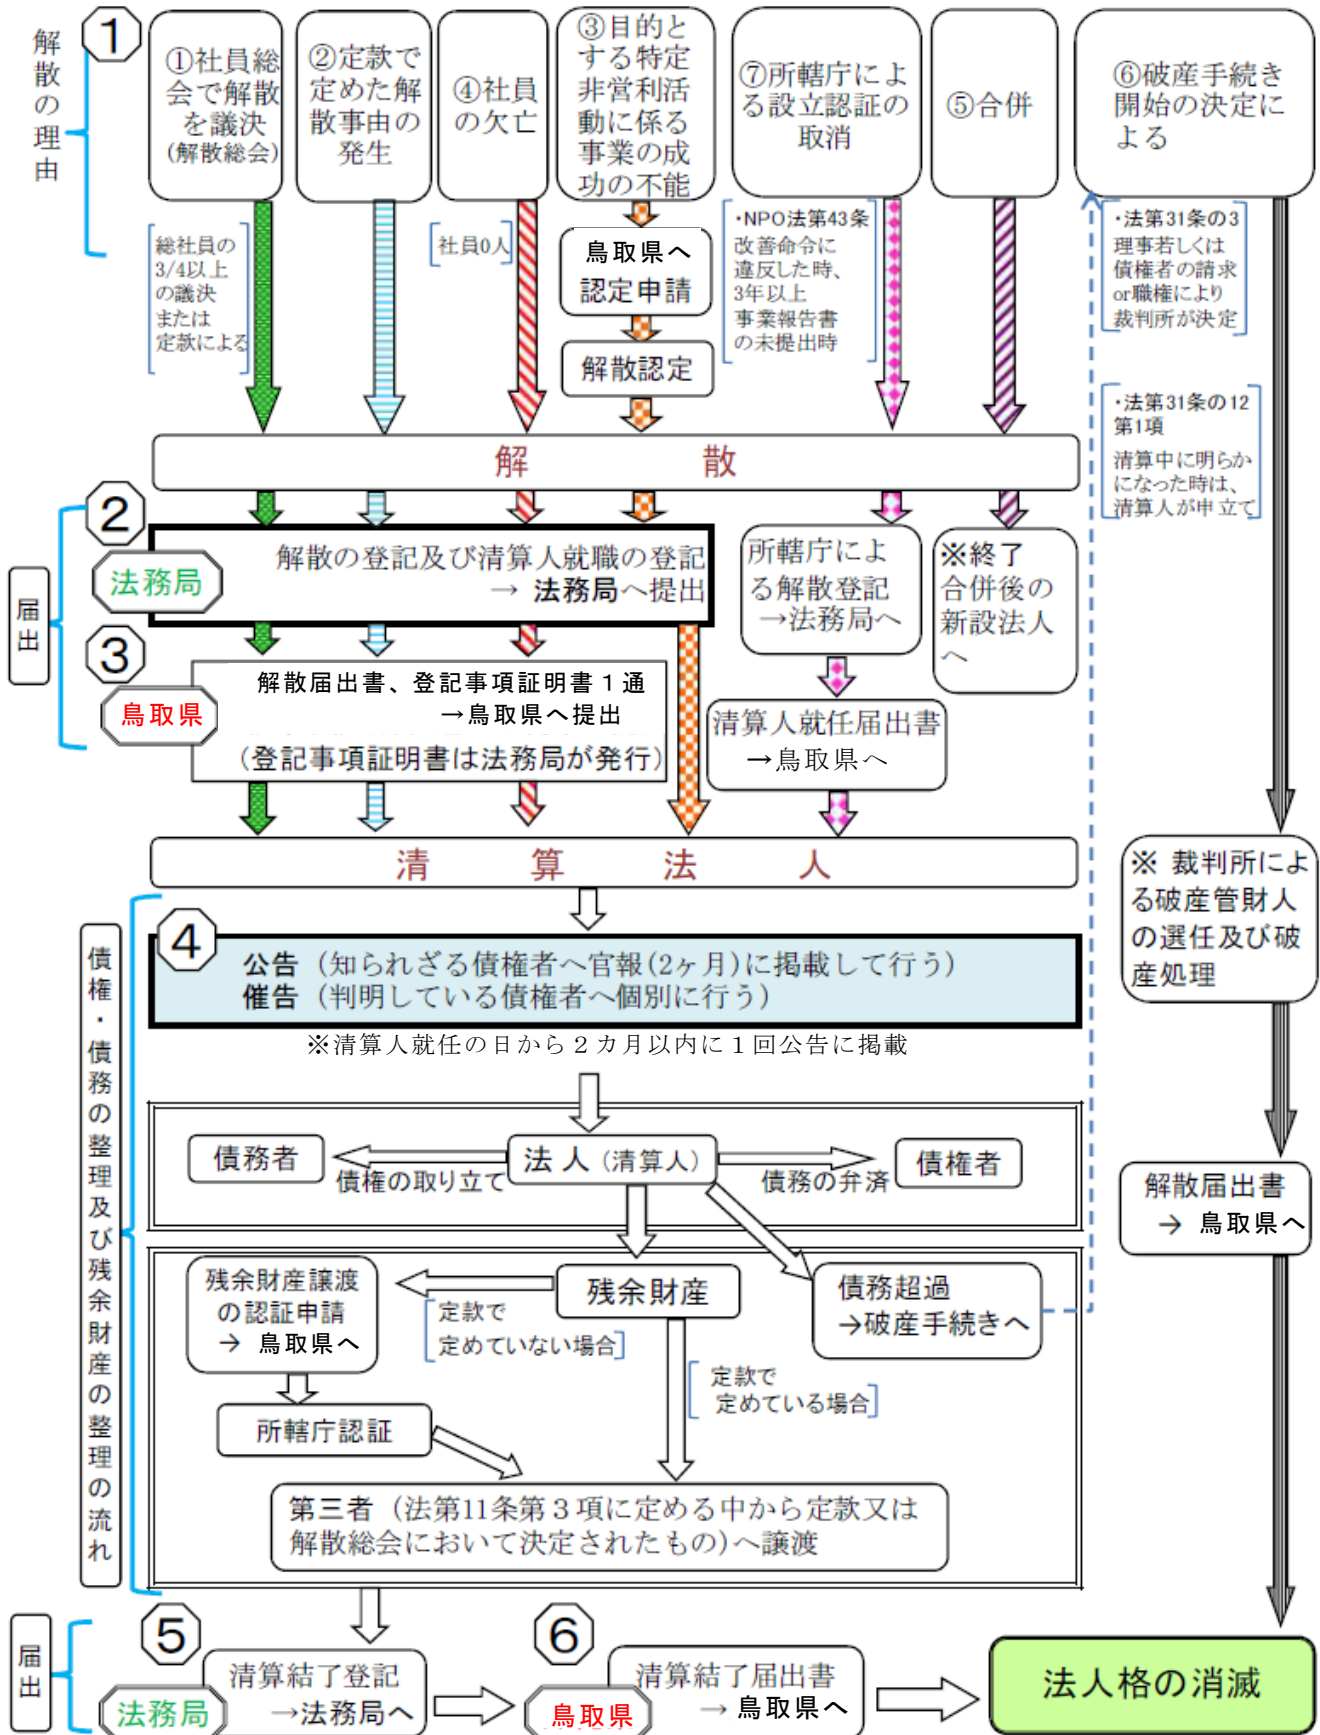 解散の理由
1
①社員総
会で解散
を議決
(解散総会)
②定款で
定めた解
散事由の
発生
④社員
の欠亡
③目的と
する特定
非営利活
動に係る
事業の成
功の不能
⑦所轄庁によ
る設立認証の
取消
⑤合併
⑥破産手続き
開始の決定に
よる
総社員の
3/4以上
の議決
または
定款による
社員0人
鳥取県へ
認定申請
解散認定
・NPO法第43条
改善命令に
違反した時、
3年以上
事業報告書
の未提出時
・法第31条の3
理事若しくは
債権者の請求
or職権により
裁判所が決定
・法第31条の12
第1項
清算中に明らか
になった時は、
清算人が申立て
解 散
届出
2
法務局
解散の登記及び清算人就職の登記
→ 法務局へ提出
所轄庁によ
る解散登記
→法務局へ
※終了
合併後の
新設法人
へ
3
鳥取県
解散届出書、登記事項証明書１通
→鳥取県へ提出
(登記事項証明書は法務局が発行)
清算人就任届出書
→鳥取県へ
清 算 法 人
※ 裁判所によ
る破産管財人
の選任及び破
産処理
債権・債務の整理及び残余財産の整理の流れ
4
公告 (知られざる債権者へ官報(2ヶ月)に掲載して行う)
催告 (判明している債権者へ個別に行う)
※清算人就任の日から２カ月以内に１回公告に掲載
債務者
債権の取り立て
法人 (清算人)
債務の弁済
債権者
解散届出書
→ 鳥取県へ
残余財産譲渡
の認証申請
→ 鳥取県へ
定款で
定めていない場合
残余財産
債務超過
→破産手続きへ
定款で
定めている場合
所轄庁認証
第三者 (法第11条第３項に定める中から定款又は
解散総会において決定されたもの)へ譲渡
届出
5
法務局
清算結了登記
→法務局へ
6
鳥取県
清算結了届出書
→ 鳥取県へ
法人格の消滅